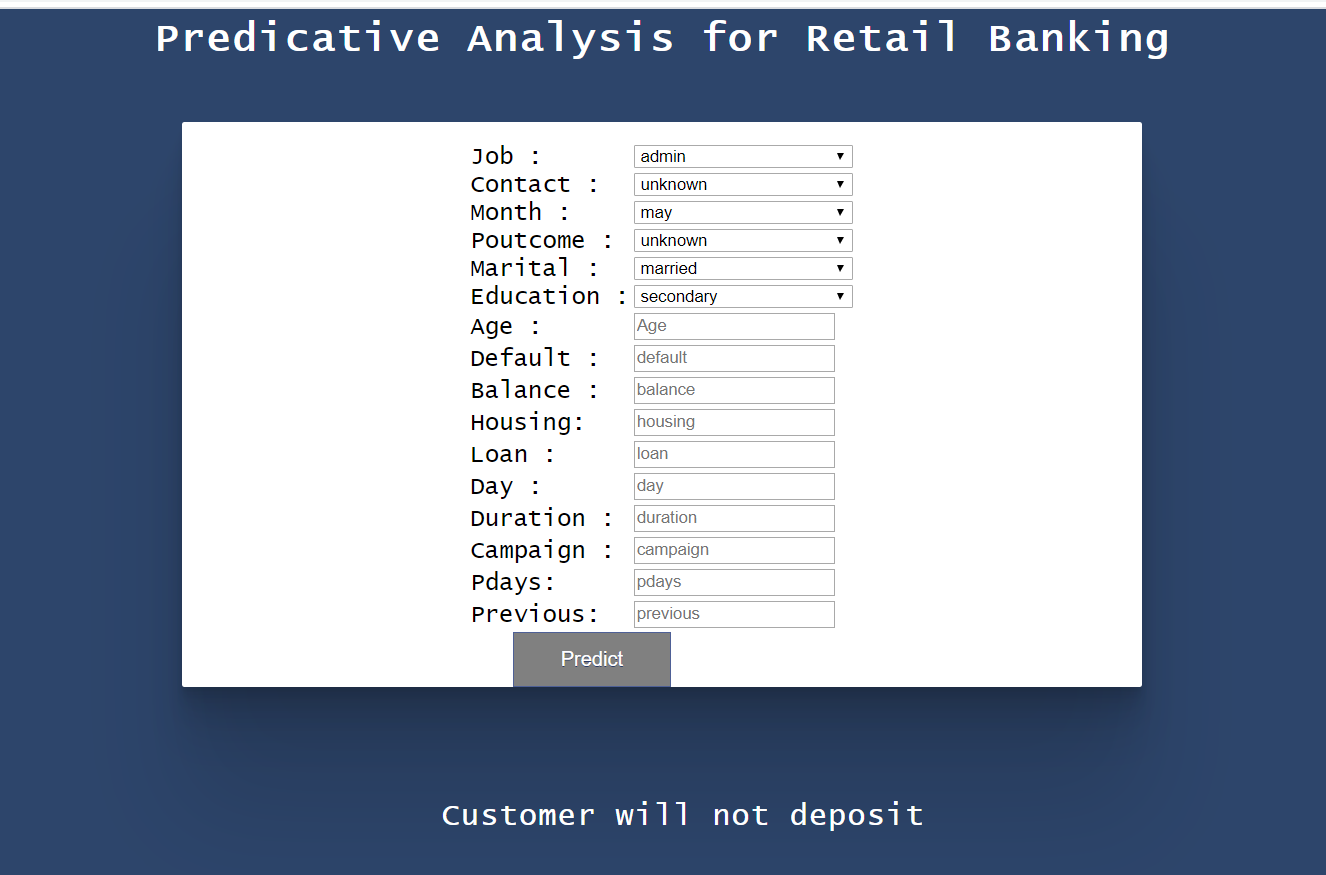 Predicative Analysis for Retail Banking
Job : admin
Contact : unknown
Month : may
Poutcome : unknown
Marital : married
Education : secondary
Age : Age
Default : default
Balance : balance
Housing: housing
Loan : loan
Day : day
Duration : duration
Campaign : campaign
Pdays: pdays
Previous: previous
Predict
Customer will not deposit